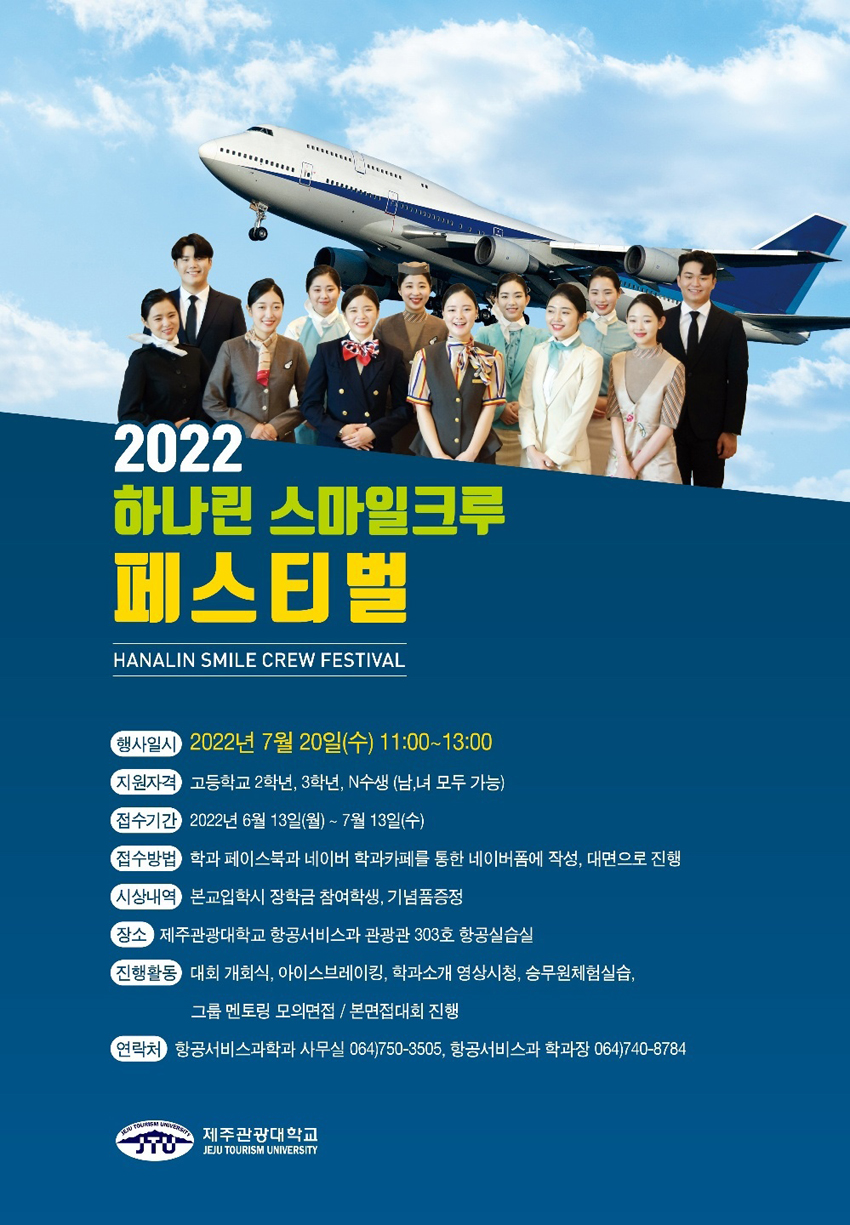 2022
하나린 스마일크루
페스티벌
HANALIN SMILE CREW FESTIVAL
행사일시 2022년 7월 20일(수) 11:00~13:00
지원자격 고등학교 2학년, 3학년, N수생 (남,녀 모두 가능)
접수기간 2022년 6월 13일(월) ~ 7월 13일(수)
접수방법 학과 페이스북과 네이버 학과카페를 통한 네이버폼에 작성, 대면으로 진행
시상내역 본교입학시 장학금 참여학생, 기념품증정
장소 제주관광대학교 항공서비스과 관광관 303호 항공실습실
진행활동 대회 개회식, 아이스브레이킹, 학과소개 영상시청, 승무원체험실습,
그룹 멘토링 모의면접 / 본면접대회 진행
연락처 항공서비스과학과 사무실 064)750-3505, 항공서비스과 학과장 064)740-8784
JEJU TOURISM UNIVERSITY
JTU
제주관광대학교
JEJU TOURISM UNIVERSITY